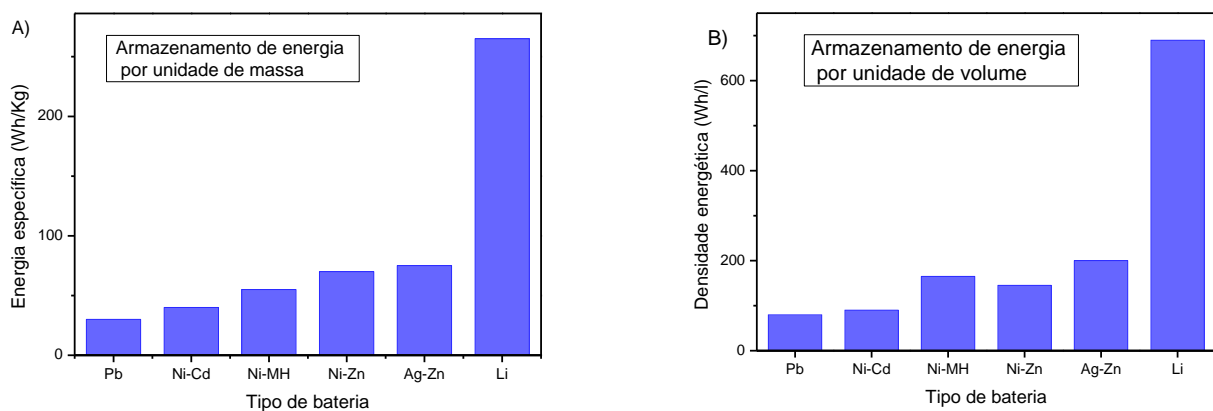 A)
Armazenamento de energia
por unidade de massa
Energia específica (Wh/Kg)
200
100
0
Pb Ni-Cd Ni-MH Ni-Zn Ag-Zn Li
Tipo de bateria
B)
Armazenamento de energia
por unidade de volume
Densidade energética (Wh/l)
600
400
200
0
Pb Ni-Cd Ni-MH Ni-Zn Ag-Zn Li
Tipo de bateria